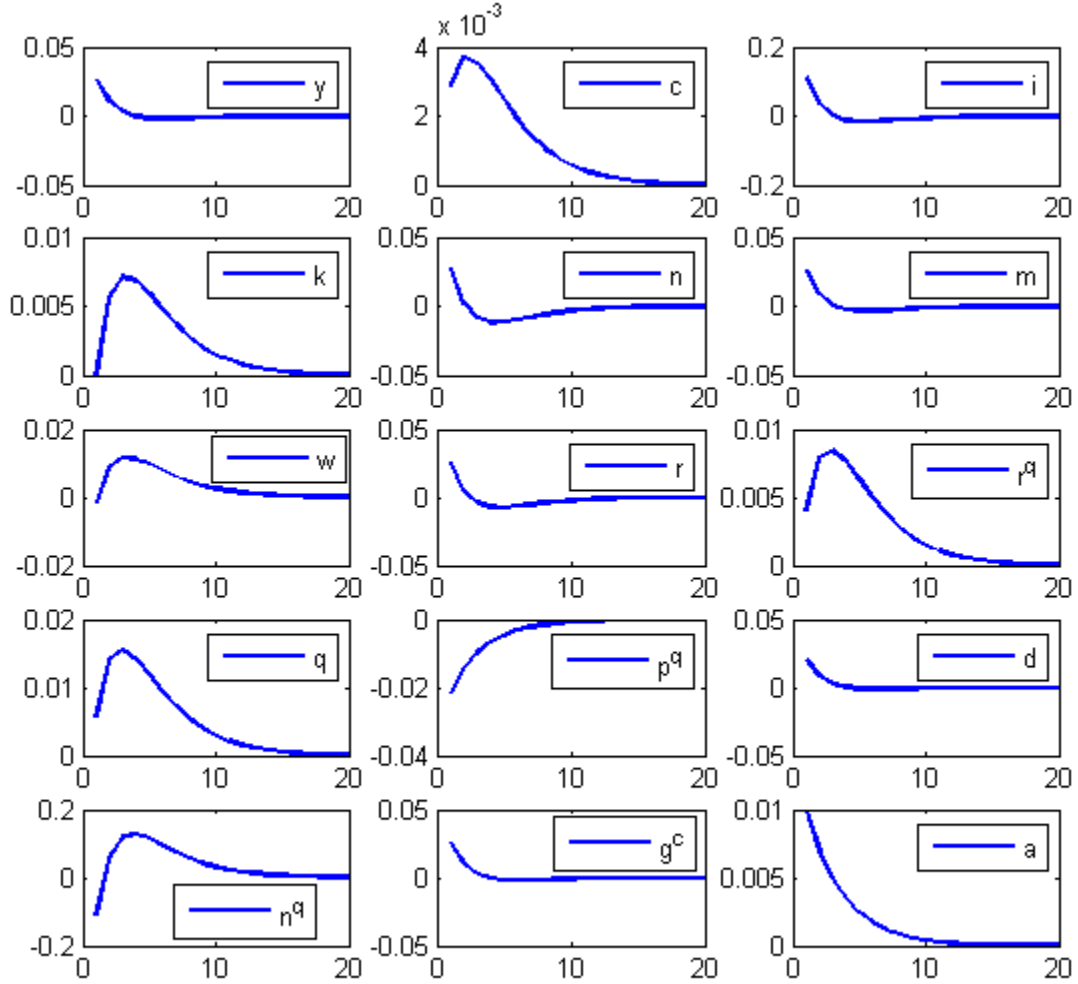 x 10^-3
0.05 0 -0.05 y 0 10 20
4 2 0 c 0 10 20
0.2 0 -0.2 i 0 10 20
0.01 0.005 0 k 0 10 20
0.05 0 -0.05 n 0 10 20
0.05 0 -0.05 m 0 10 20
0.02 0 -0.02 w 0 10 20
0.05 0 -0.05 r 0 10 20
0.01 0.005 0 r^q 0 10 20
0.02 0.01 0 q 0 10 20
0 -0.02 -0.04 p^q 0 10 20
0.05 0 -0.05 d 0 10 20
0.2 0 -0.2 n^q 0 10 20
0.05 0 -0.05 g^c 0 10 20
0.01 0.005 0 a 0 10 20